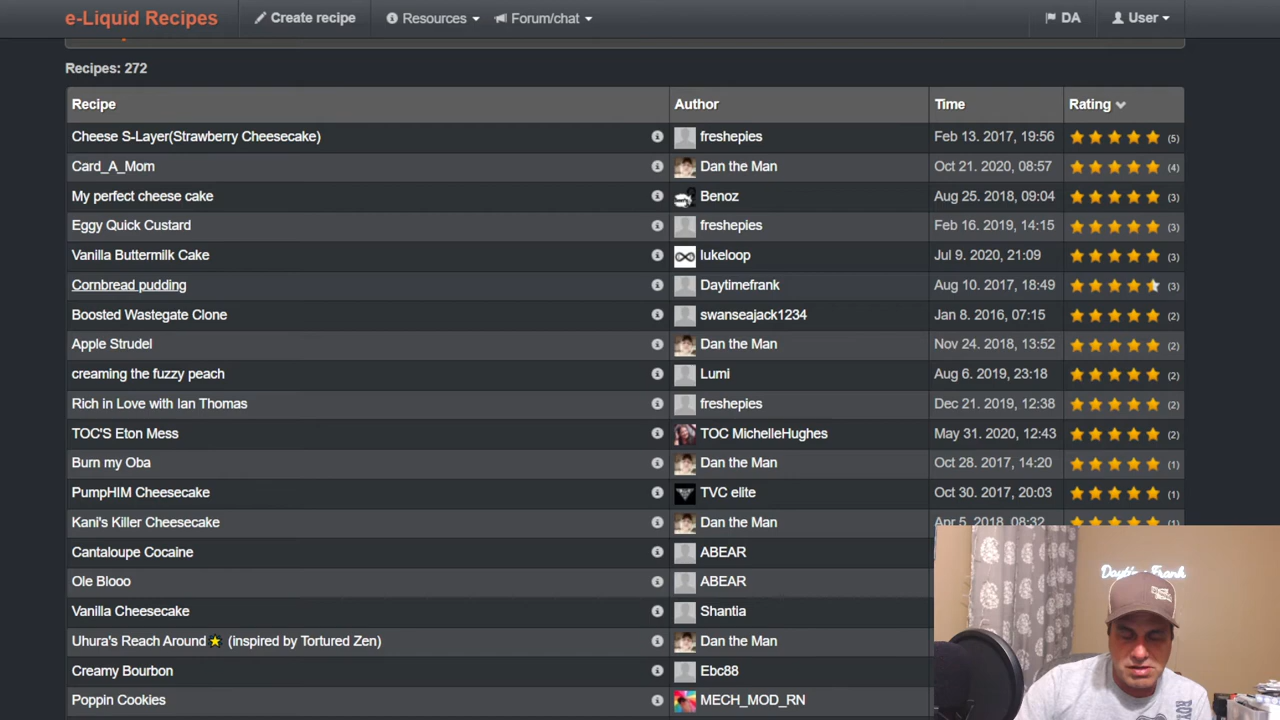 e-Liquid Recipes Create recipe Resources Forum/chat DA User
Recipes: 272
Recipe Author Time Rating
Cheese S-Layer(Strawberry Cheesecake) freshepies Feb 13. 2017, 19:56 (5)
Card_A_Mom Dan the Man Oct 21. 2020, 08:57 (4)
My perfect cheese cake Benoz Aug 25. 2018, 09:04 (3)
Eggy Quick Custard freshepies Feb 16. 2019, 14:15 (3)
Vanilla Buttermilk Cake lukeloop Jul 9. 2020, 21:09 (3)
Cornbread pudding Daytimefrank Aug 10. 2017, 18:49 (3)
Boosted Wastegate Clone swanseajack1234 Jan 8. 2016, 07:15 (2)
Apple Strudel Dan the Man Nov 24. 2018, 13:52 (2)
creaming the fuzzy peach Lumi Aug 6. 2019, 23:18 (2)
Rich in Love with Ian Thomas freshepies Dec 21. 2019, 12:38 (2)
TOC'S Eton Mess TOC MichelleHughes May 31. 2020, 12:43 (2)
Burn my Oba Dan the Man Oct 28. 2017, 14:20 (1)
PumpHIM Cheesecake TVC elite Oct 30. 2017, 20:03 (1)
Kani's Killer Cheesecake Dan the Man Apr 5. 2018, 08:32 (1)
Cantaloupe Cocaine ABEAR
Ole Blooo ABEAR
Vanilla Cheesecake Shantia
Uhura's Reach Around (inspired by Tortured Zen) Dan the Man
Creamy Bourbon Ebc88
Poppin Cookies MECH_MOD_RN
Daytime Frank